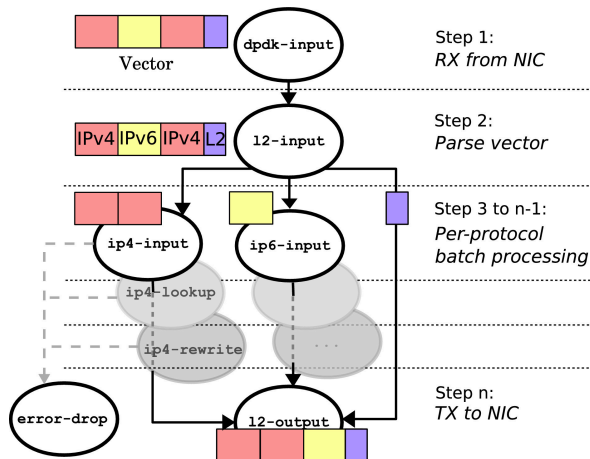 dpdk-input
Step 1:
RX from NIC
Vector
IPv4 IPv6 IPv4 L2
l2-input
Step 2:
Parse vector
Step 3 to n-1:
Per-protocol
batch processing
ip4-input
ip6-input
ip4-lookup
ip4-rewrite
...
error-drop
l2-output
Step n:
TX to NIC